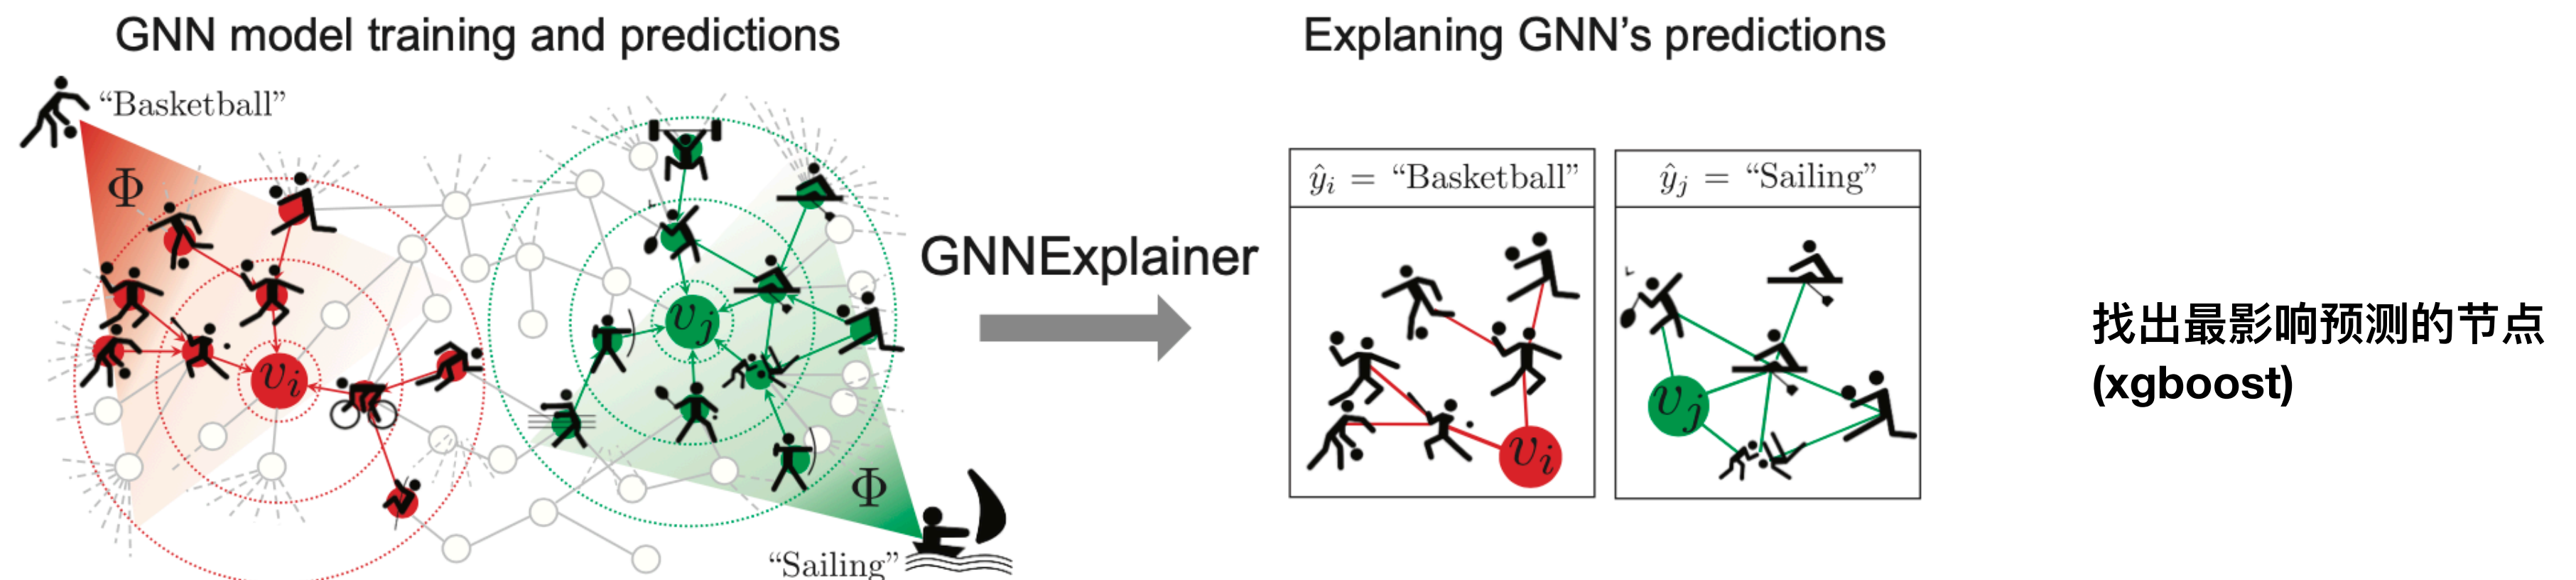 GNN model training and predictions
Explaning GNN's predictions
“Basketball”
Φ
v_i
v_j
Φ
“Sailing”
GNNExplainer
ŷ_i = “Basketball”
v_i
ŷ_j = “Sailing”
v_j
找出最影响预测的节点
(xgboost)